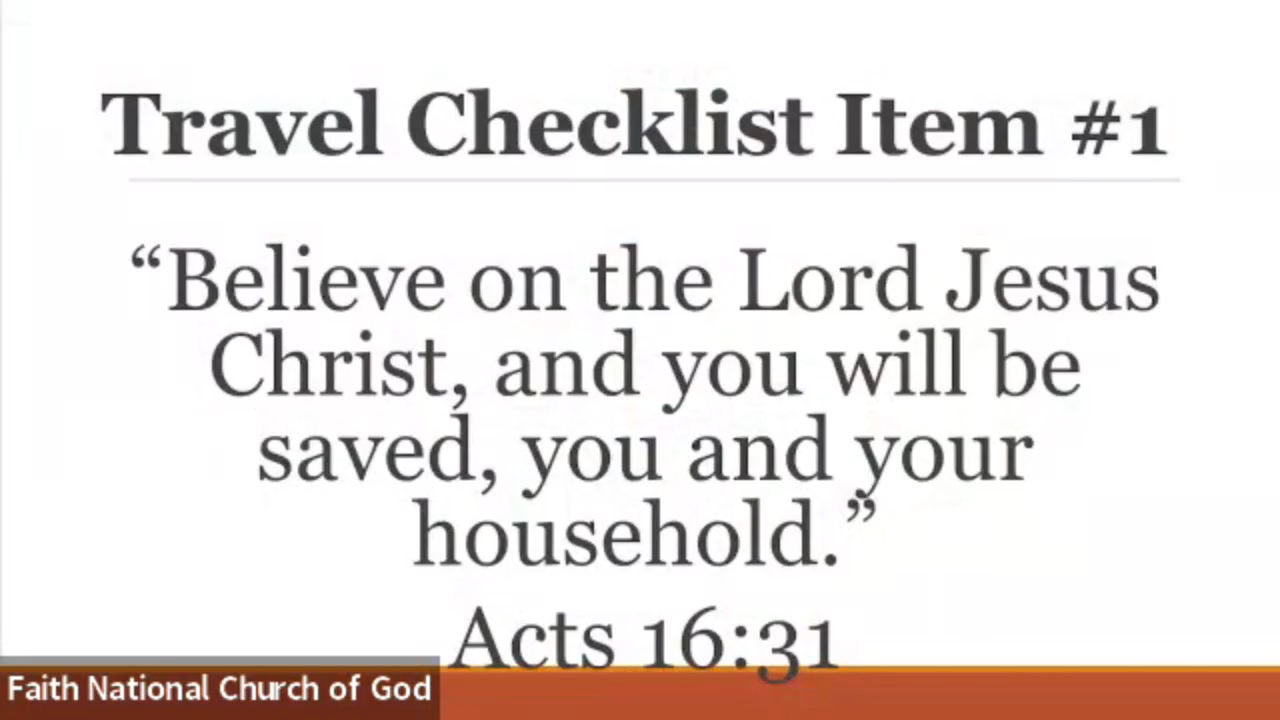 Travel Checklist Item #1
“Believe on the Lord Jesus
Christ, and you will be
saved, you and your
household.”
Acts 16:31
Faith National Church of God